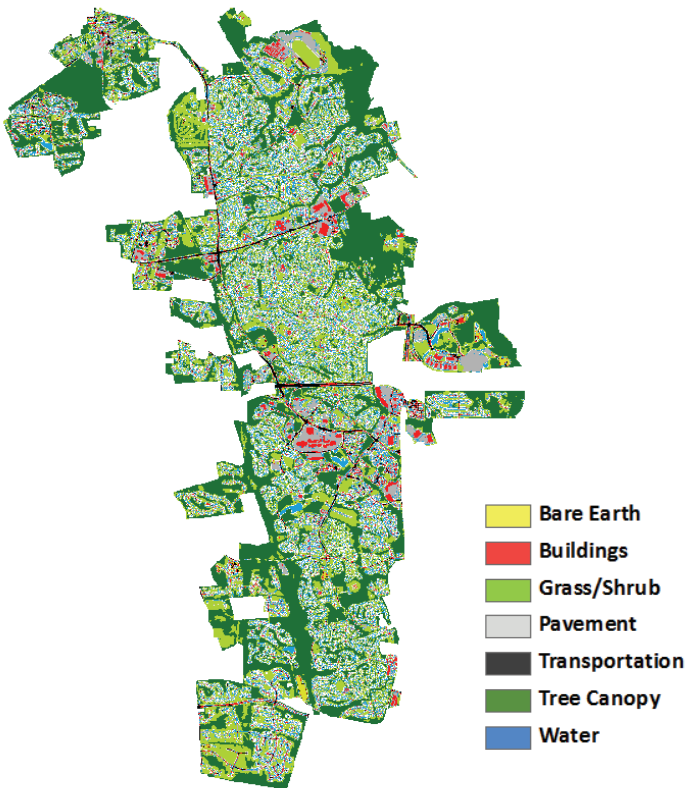 Bare Earth
Buildings
Grass/Shrub
Pavement
Transportation
Tree Canopy
Water